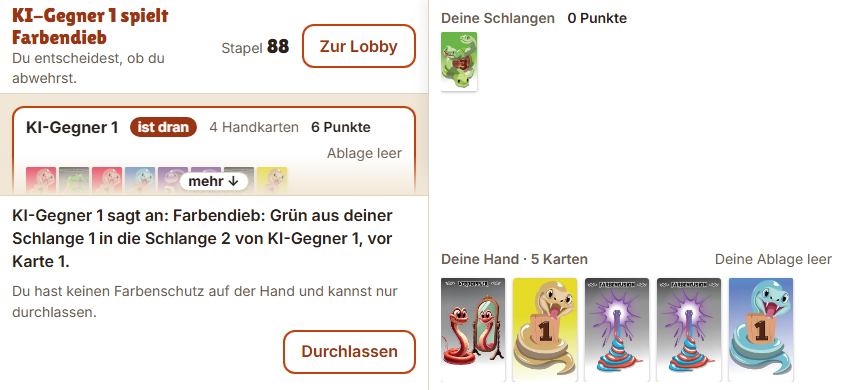 KI-Gegner 1 spielt
Farbendieb
Du entscheidest, ob du
abwehrst.
Stapel 88
Zur Lobby
KI-Gegner 1 ist dran 4 Handkarten 6 Punkte
Ablage leer
mehr ↓
KI-Gegner 1 sagt an: Farbendieb: Grün aus deiner
Schlange 1 in die Schlange 2 von KI-Gegner 1, vor
Karte 1.
Du hast keinen Farbenschutz auf der Hand und kannst nur
durchlassen.
Durchlassen
Deine Schlangen 0 Punkte
Deine Hand · 5 Karten
Deine Ablage leer
1
1